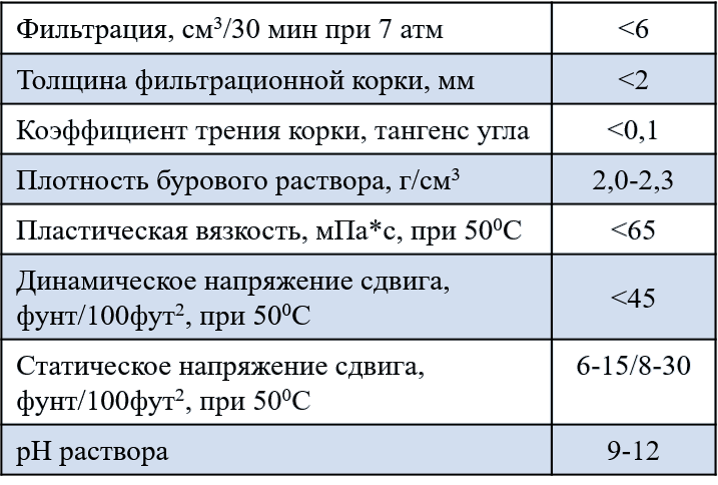 Фильтрация, см³/30 мин при 7 атм <6
Толщина фильтрационной корки, мм <2
Коэффициент трения корки, тангенс угла <0,1
Плотность бурового раствора, г/см³ 2,0-2,3
Пластическая вязкость, мПа*с, при 50⁰С <65
Динамическое напряжение сдвига,
фунт/100фут², при 50⁰С <45
Статическое напряжение сдвига, 6-15/8-30
фунт/100фут², при 50⁰С
рН раствора 9-12